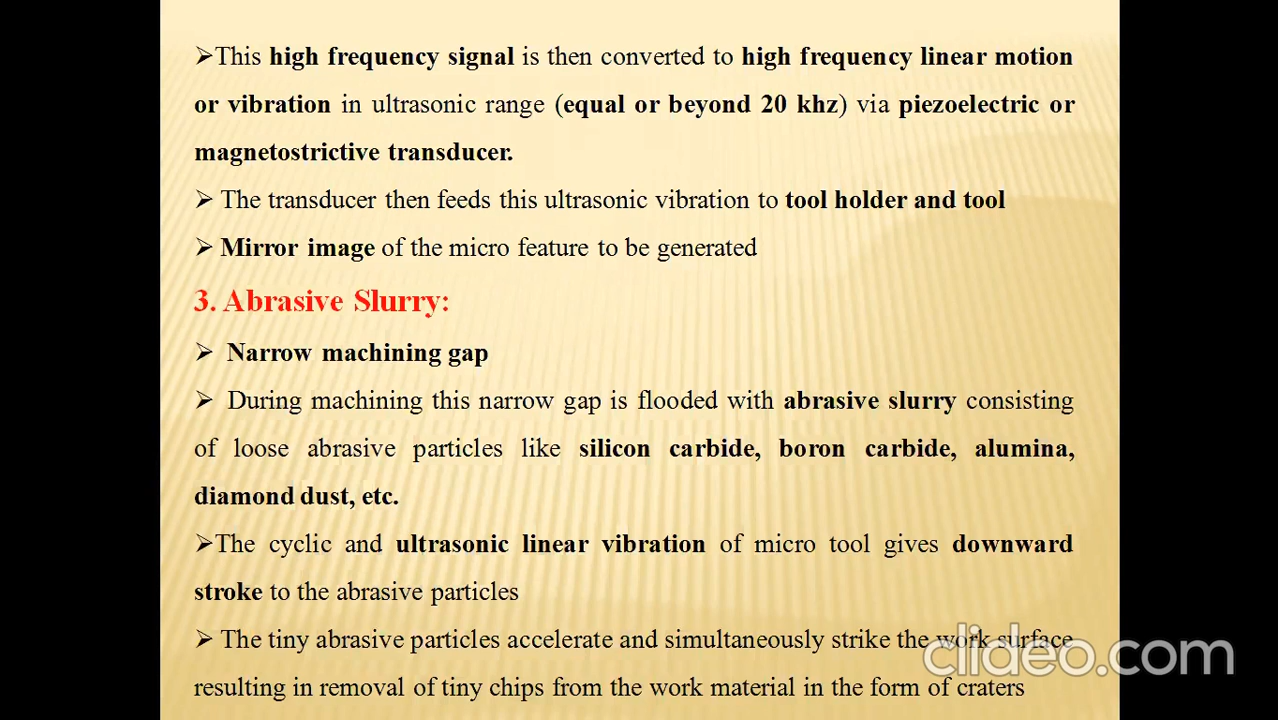 ➢This high frequency signal is then converted to high frequency linear motion
or vibration in ultrasonic range (equal or beyond 20 khz) via piezoelectric or
magnetostrictive transducer.
➢ The transducer then feeds this ultrasonic vibration to tool holder and tool
➢ Mirror image of the micro feature to be generated
3. Abrasive Slurry:
➢ Narrow machining gap
➢ During machining this narrow gap is flooded with abrasive slurry consisting
of loose abrasive particles like silicon carbide, boron carbide, alumina,
diamond dust, etc.
➢The cyclic and ultrasonic linear vibration of micro tool gives downward
stroke to the abrasive particles
➢ The tiny abrasive particles accelerate and simultaneously strike the work surface
resulting in removal of tiny chips from the work material in the form of craters
clideo.com